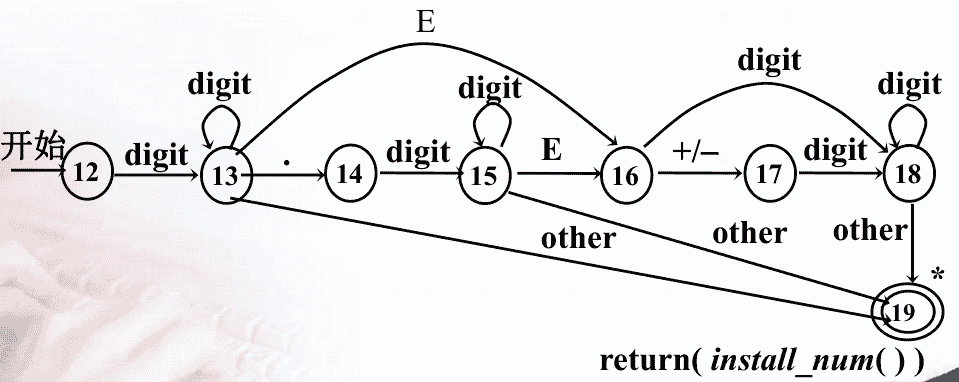 E
digit
digit digit digit
开始 digit . digit E +/– digit
12 13 14 15 16 17 18
other other other
*
19
return( install_num( ) )